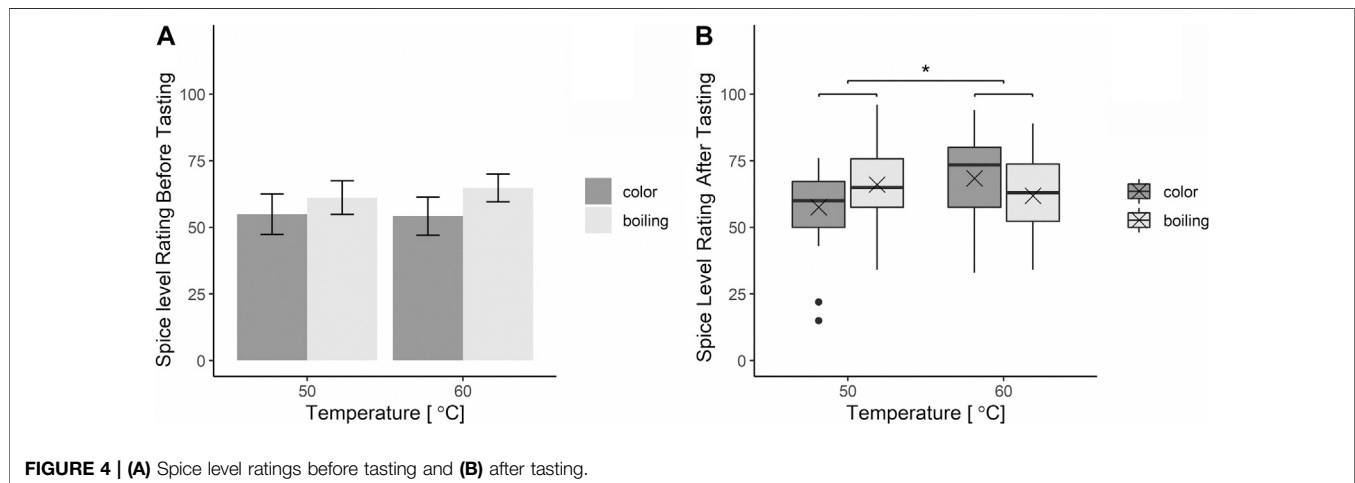 A
Spice level Rating Before Tasting
100
75
50
25
0
50
60
Temperature [ °C]
color
boiling
B
Spice Level Rating After Tasting
*
100
75
50
25
0
50
60
Temperature [ °C]
color
boiling
FIGURE 4 | (A) Spice level ratings before tasting and (B) after tasting.